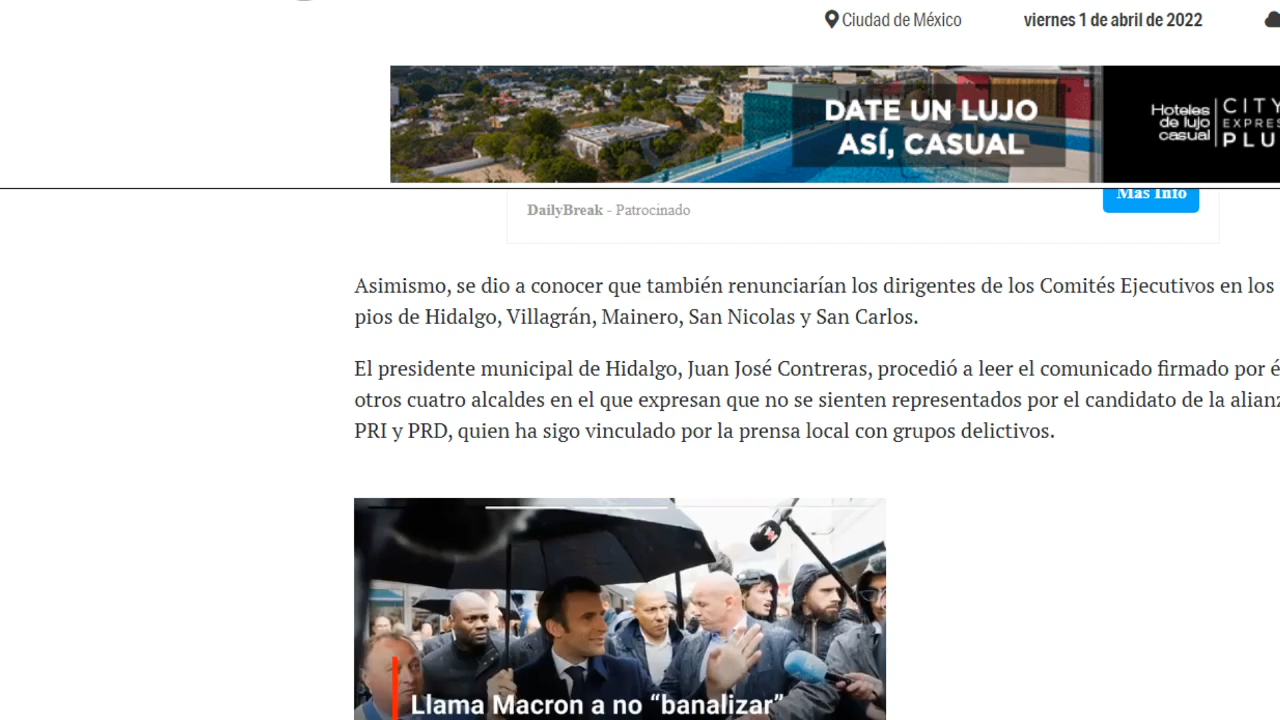 Ciudad de México
viernes 1 de abril de 2022
DATE UN LUJO
ASÍ, CASUAL
Hoteles
de lujo
casual
CITY
EXPRES
PLU
Más Info
DailyBreak - Patrocinado
Asimismo, se dio a conocer que también renunciarían los dirigentes de los Comités Ejecutivos en los
pios de Hidalgo, Villagrán, Mainero, San Nicolas y San Carlos.
El presidente municipal de Hidalgo, Juan José Contreras, procedió a leer el comunicado firmado por é
otros cuatro alcaldes en el que expresan que no se sienten representados por el candidato de la alianz
PRI y PRD, quien ha sigo vinculado por la prensa local con grupos delictivos.
Llama Macron a no “banalizar”